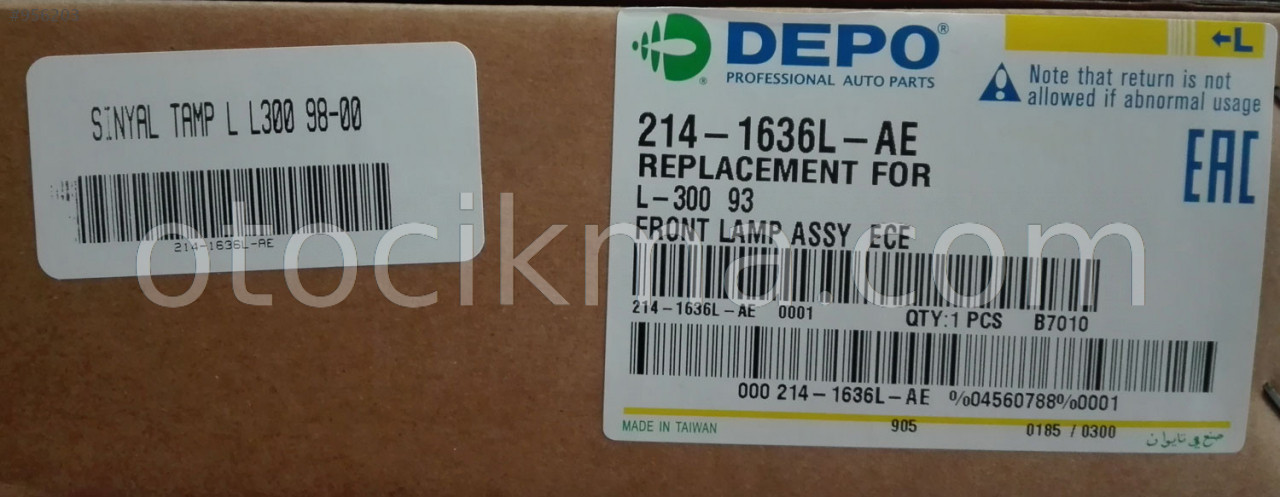 SINYAL TAMP L L300 98-00
214-1636L-AE
DEPO®
PROFESSIONAL AUTO PARTS
®
←L
Note that return is not
allowed if abnormal usage
214-1636L-AE
REPLACEMENT FOR
L-300 93
FRONT LAMP ASSY ECE
EAC
214-1636L-AE 0001 QTY:1 PCS B7010
000 214-1636L-AE %04560788%0001
MADE IN TAIWAN 905 0185 / 0300 صنع في تايوان
otocikma.com